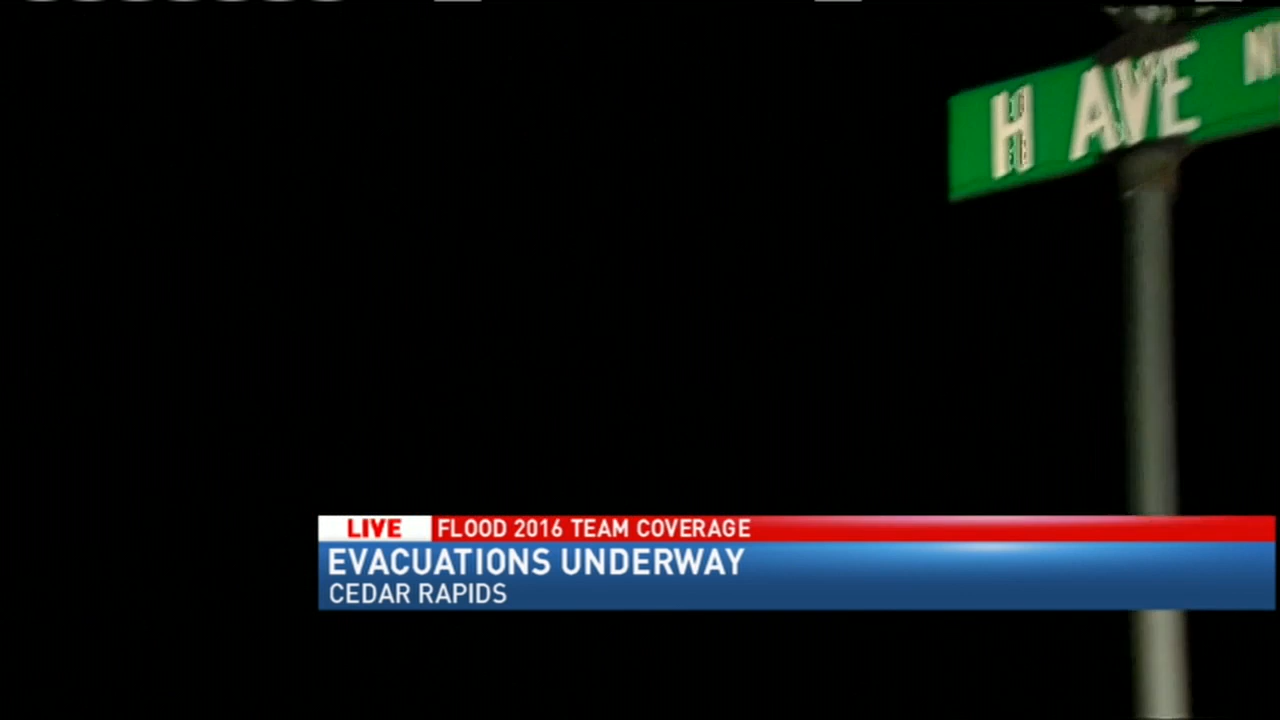 H AVE
LIVE FLOOD 2016 TEAM COVERAGE
EVACUATIONS UNDERWAY
CEDAR RAPIDS